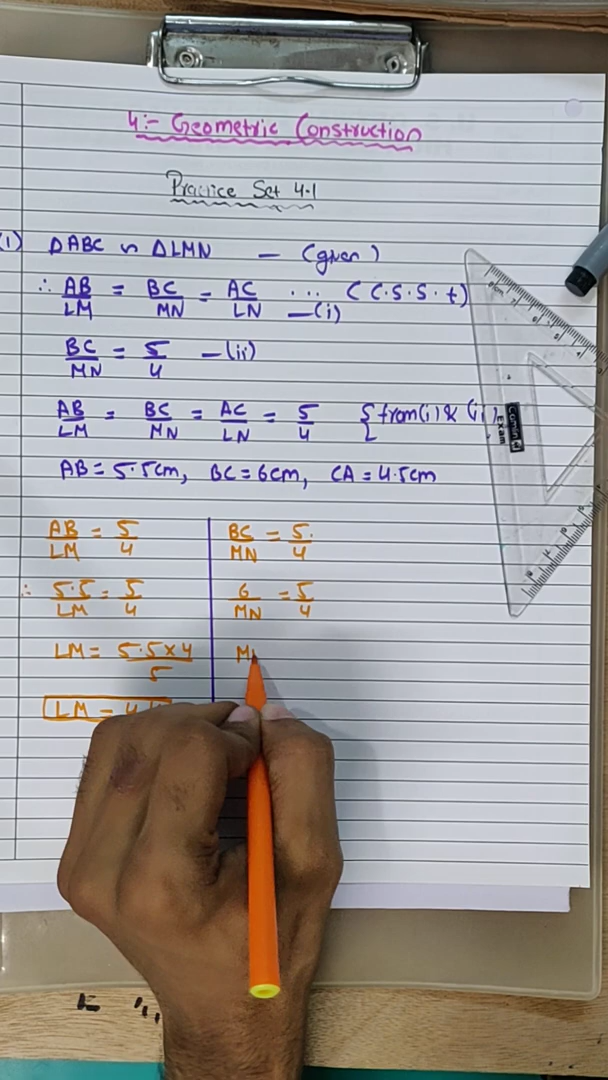 4:- Geometric Construction
Practice Set 4.1
(1) ΔABC ~ ΔLMN — (given)
∴ AB/LM = BC/MN = AC/LN ... (C.S.S.t) —(i)
BC/MN = 5/4 —(ii)
AB/LM = BC/MN = AC/LN = 5/4 {from(i) & (ii)
AB = 5.5cm, BC = 6cm, CA = 4.5cm
AB/LM = 5/4
∴ 5.5/LM = 5/4
LM = 5.5×4/5
LM = 4
BC/MN = 5/4
6/MN = 5/4
M
Exam